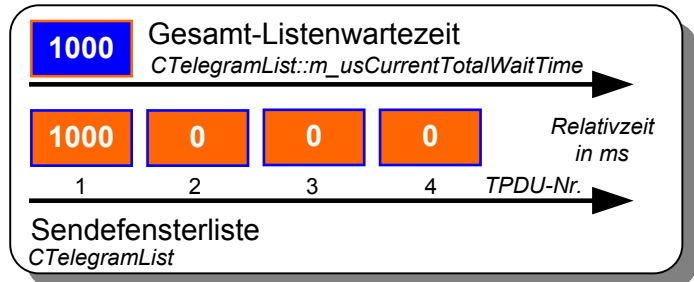 1000 Gesamt-Listenwartezeit
CTelegramList::m_usCurrentTotalWaitTime
1000 0 0 0 Relativzeit
in ms
1 2 3 4 TPDU-Nr.
Sendefensterliste
CTelegramList